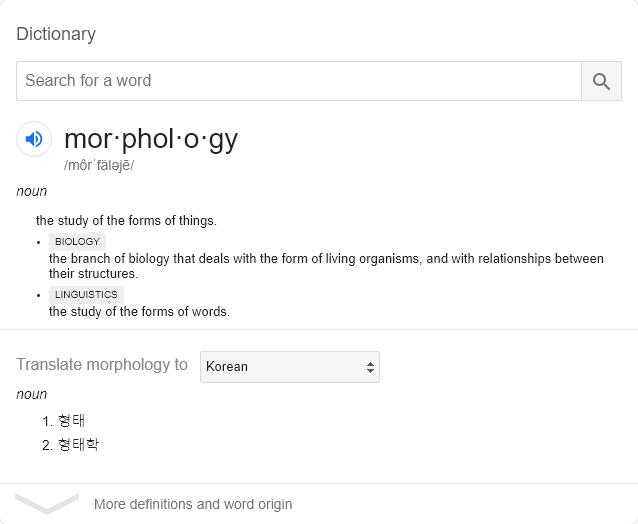 Dictionary
Search for a word
mor·phol·o·gy
/môrˈfäləjē/
noun
the study of the forms of things.
• BIOLOGY
the branch of biology that deals with the form of living organisms, and with relationships between
their structures.
• LINGUISTICS
the study of the forms of words.
Translate morphology to Korean
noun
1. 형태
2. 형태학
More definitions and word origin